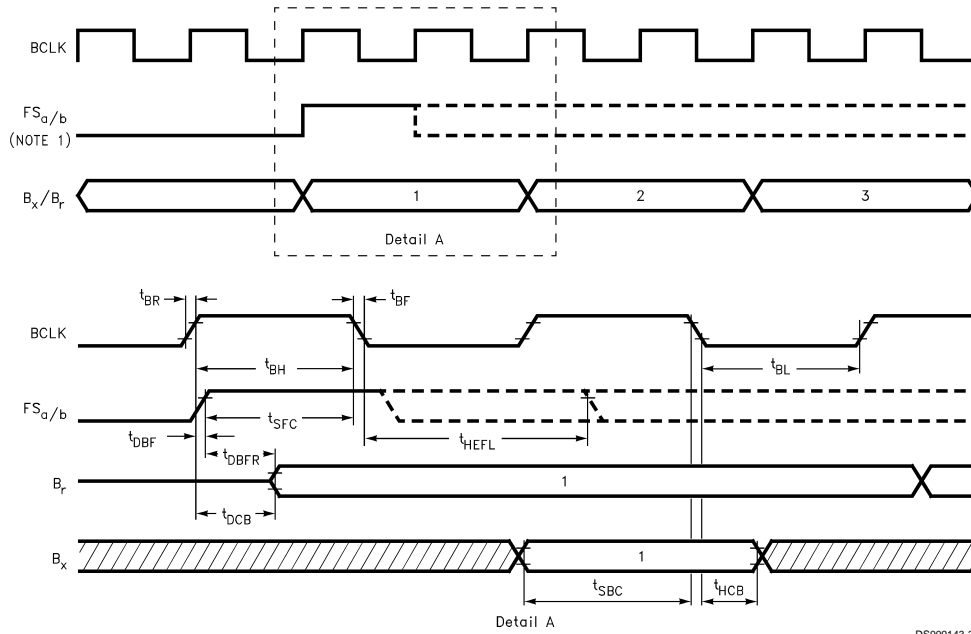 BCLK
FSa/b
(NOTE 1)
Bx/Br
1
2
3
Detail A
tBR
tBF
BCLK
tBH
tBL
FSa/b
tSFC
tDBF
tHEFL
tDBFR
Br
1
tDCB
Bx
1
tSBC
tHCB
Detail A